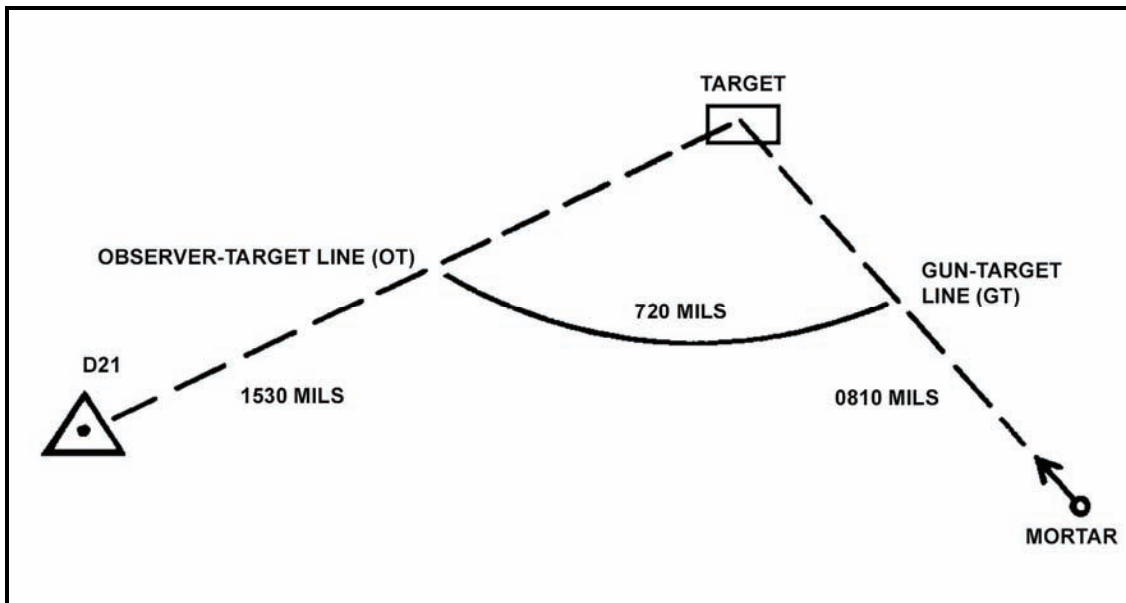 TARGET
OBSERVER-TARGET LINE (OT)
GUN-TARGET
LINE (GT)
720 MILS
D21
1530 MILS
0810 MILS
MORTAR